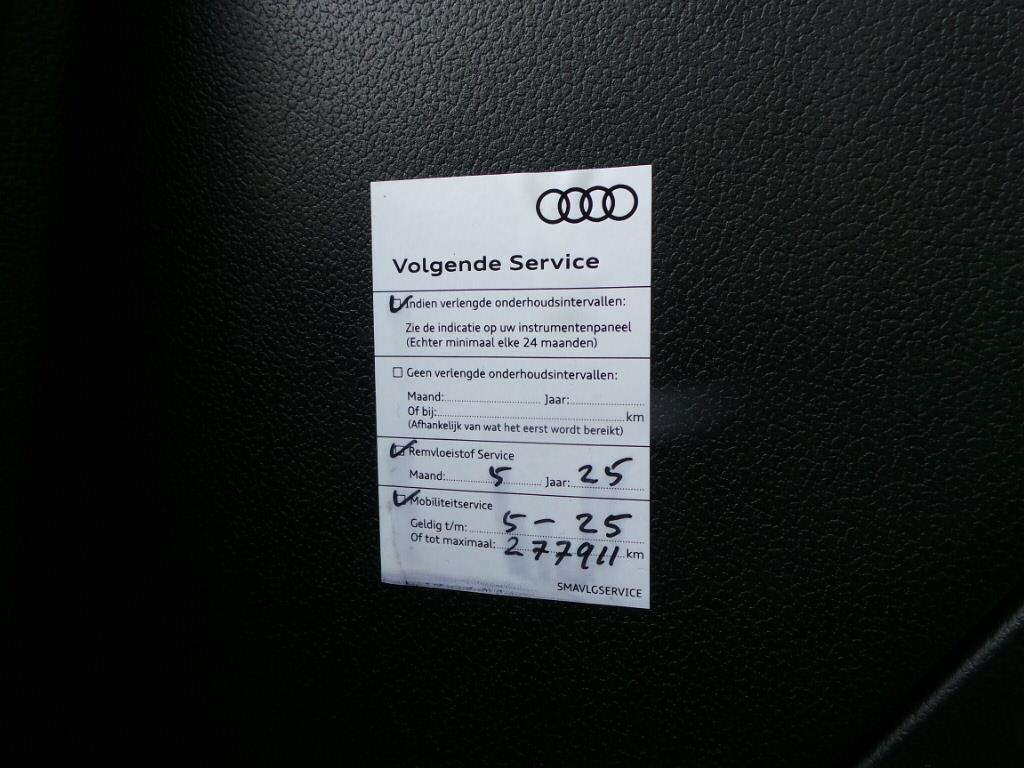 Volgende Service
Indien verlengde onderhoudsintervallen:
Zie de indicatie op uw instrumentenpaneel
(Echter minimaal elke 24 maanden)
Geen verlengde onderhoudsintervallen:
Maand: Jaar:
Of bij: km
(Afhankelijk van wat het eerst wordt bereikt)
Remvloeistof Service
Maand: 5 Jaar: 25
Mobiliteitservice
Geldig t/m: 5 - 25
Of tot maximaal: 277911 km
SMAVLGSERVICE